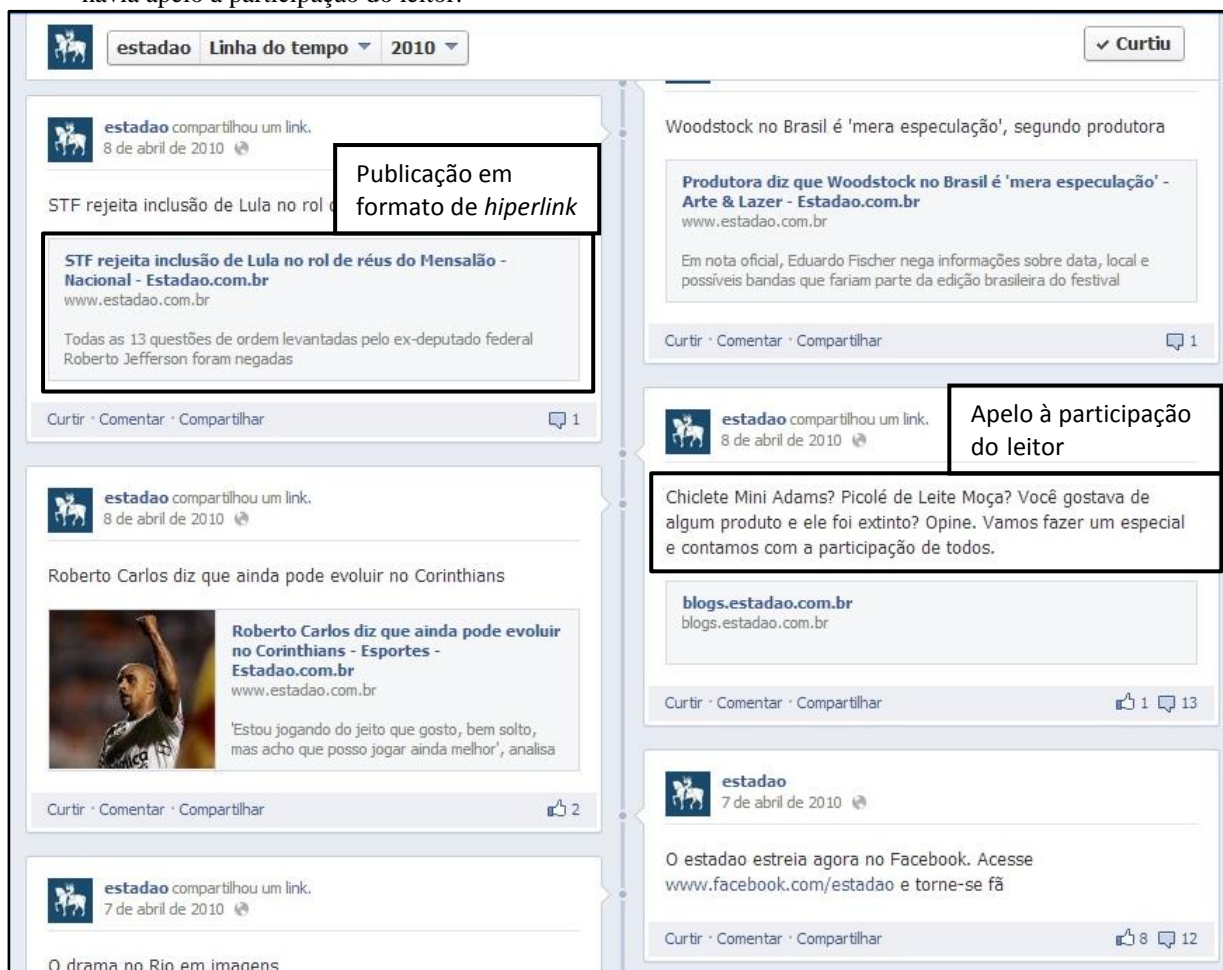 havia apelo à participação do leitor:
estadao Linha do tempo 2010
Curtiu
estadao compartilhou um link.
8 de abril de 2010
Publicação em
formato de hiperlink
STF rejeita inclusão de Lula no rol
STF rejeita inclusão de Lula no rol de réus do Mensalão -
Nacional - Estadao.com.br
www.estadao.com.br
Todas as 13 questões de ordem levantadas pelo ex-deputado federal
Roberto Jefferson foram negadas
Curtir · Comentar · Compartilhar 1
estadao compartilhou um link.
8 de abril de 2010
Roberto Carlos diz que ainda pode evoluir no Corinthians
Roberto Carlos diz que ainda pode evoluir
no Corinthians - Esportes -
Estadao.com.br
www.estadao.com.br
'Estou jogando do jeito que gosto, bem solto,
mas acho que posso jogar ainda melhor', analisa
Curtir · Comentar · Compartilhar 2
estadao compartilhou um link.
7 de abril de 2010
O drama no Rio em imagens
Woodstock no Brasil é 'mera especulação', segundo produtora
Produtora diz que Woodstock no Brasil é 'mera especulação' -
Arte & Lazer - Estadao.com.br
www.estadao.com.br
Em nota oficial, Eduardo Fischer nega informações sobre data, local e
possíveis bandas que fariam parte da edição brasileira do festival
Curtir · Comentar · Compartilhar 1
estadao compartilhou um link.
8 de abril de 2010
Apelo à participação
do leitor
Chiclete Mini Adams? Picolé de Leite Moça? Você gostava de
algum produto e ele foi extinto? Opine. Vamos fazer um especial
e contamos com a participação de todos.
blogs.estadao.com.br
blogs.estadao.com.br
Curtir · Comentar · Compartilhar 1 13
estadao
7 de abril de 2010
O estadao estreia agora no Facebook. Acesse
www.facebook.com/estadao e torne-se fã
Curtir · Comentar · Compartilhar 8 12